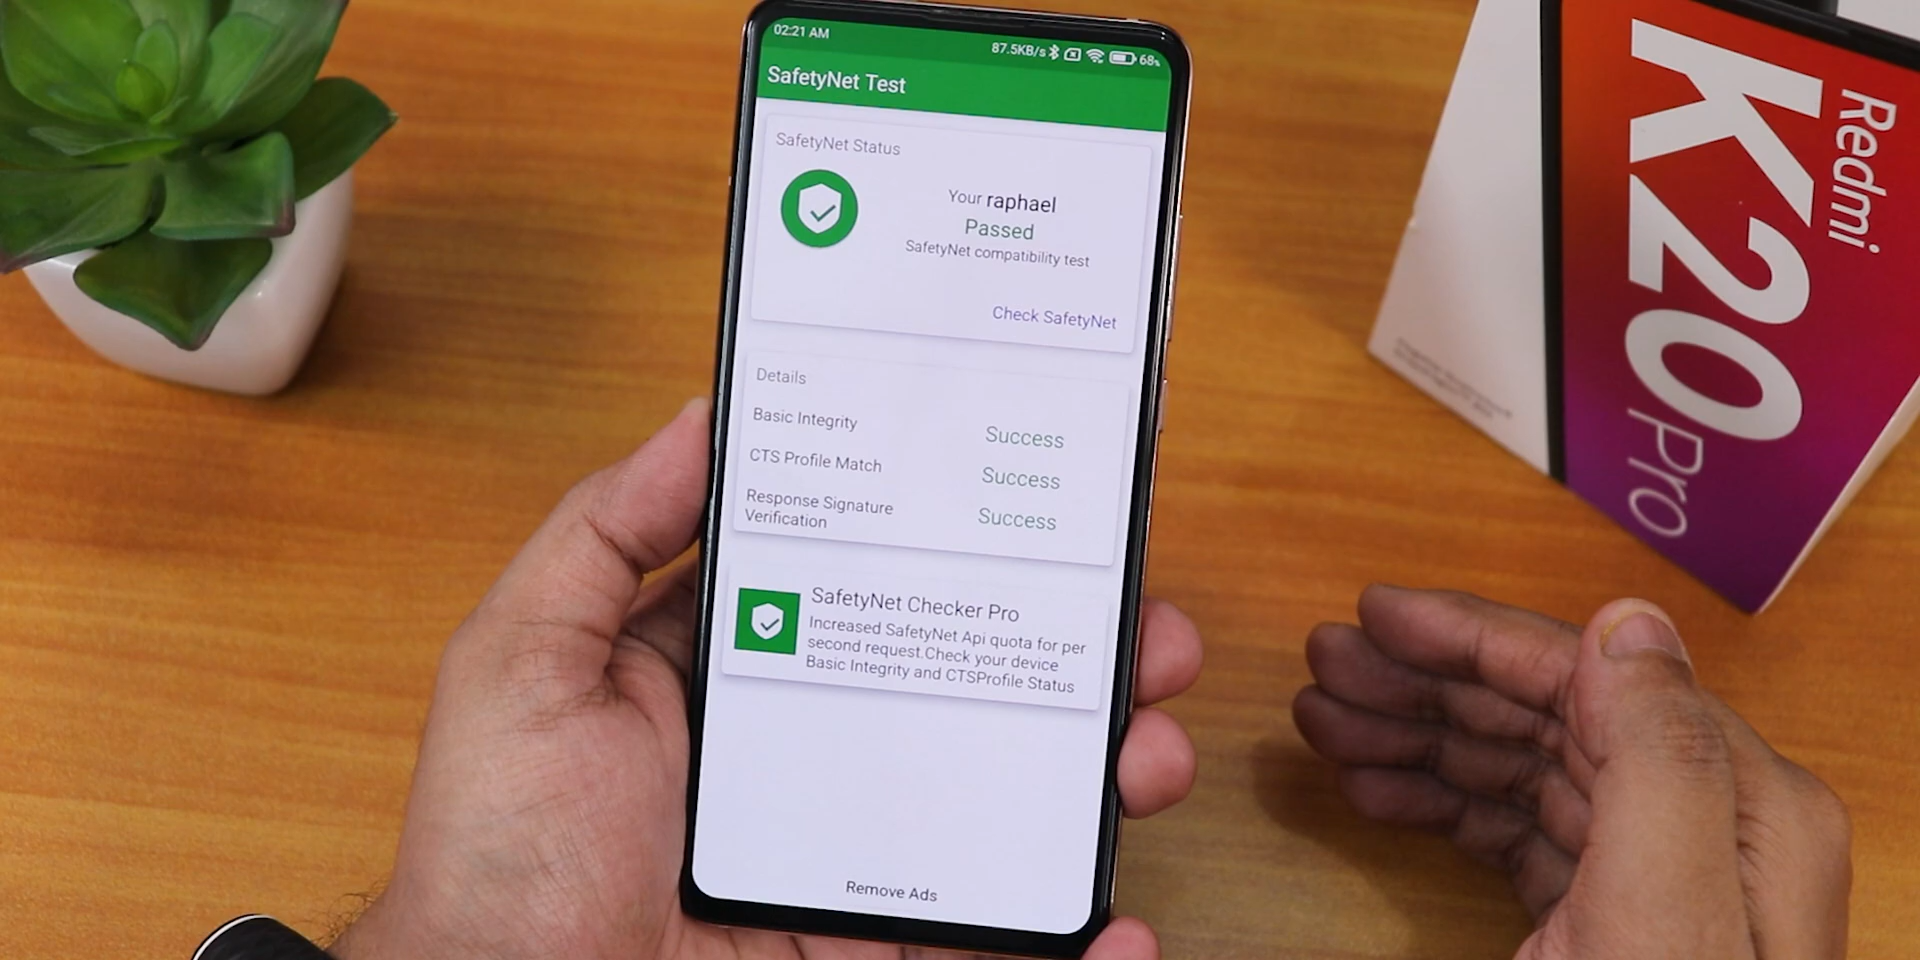 02:21 AM
87.5KB/s 68%
SafetyNet Test
SafetyNet Status
Your raphael
Passed
SafetyNet compatibility test
Check SafetyNet
Details
Basic Integrity
Success
CTS Profile Match
Success
Response Signature
Verification
Success
SafetyNet Checker Pro
Increased SafetyNet Api quota for per
second request.Check your device
Basic Integrity and CTSProfile Status
Remove Ads
Redmi
K20 Pro